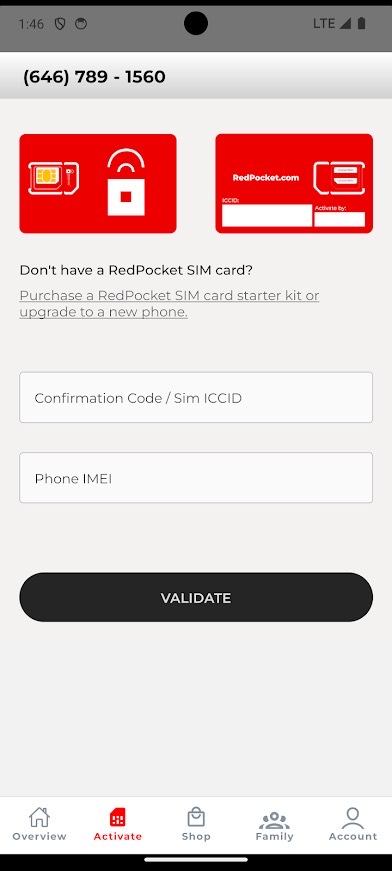 1:46
LTE
(646) 789 - 1560
RedPocket.com
ICCID:
Activate by:
Don't have a RedPocket SIM card?
Purchase a RedPocket SIM card starter kit or
upgrade to a new phone.
Confirmation Code / Sim ICCID
Phone IMEI
VALIDATE
Overview
Activate
Shop
Family
Account